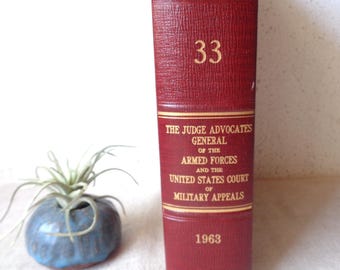 33
THE JUDGE ADVOCATES
GENERAL
OF THE
ARMED FORCES
AND THE
UNITED STATES COURT
OF
MILITARY APPEALS
1963